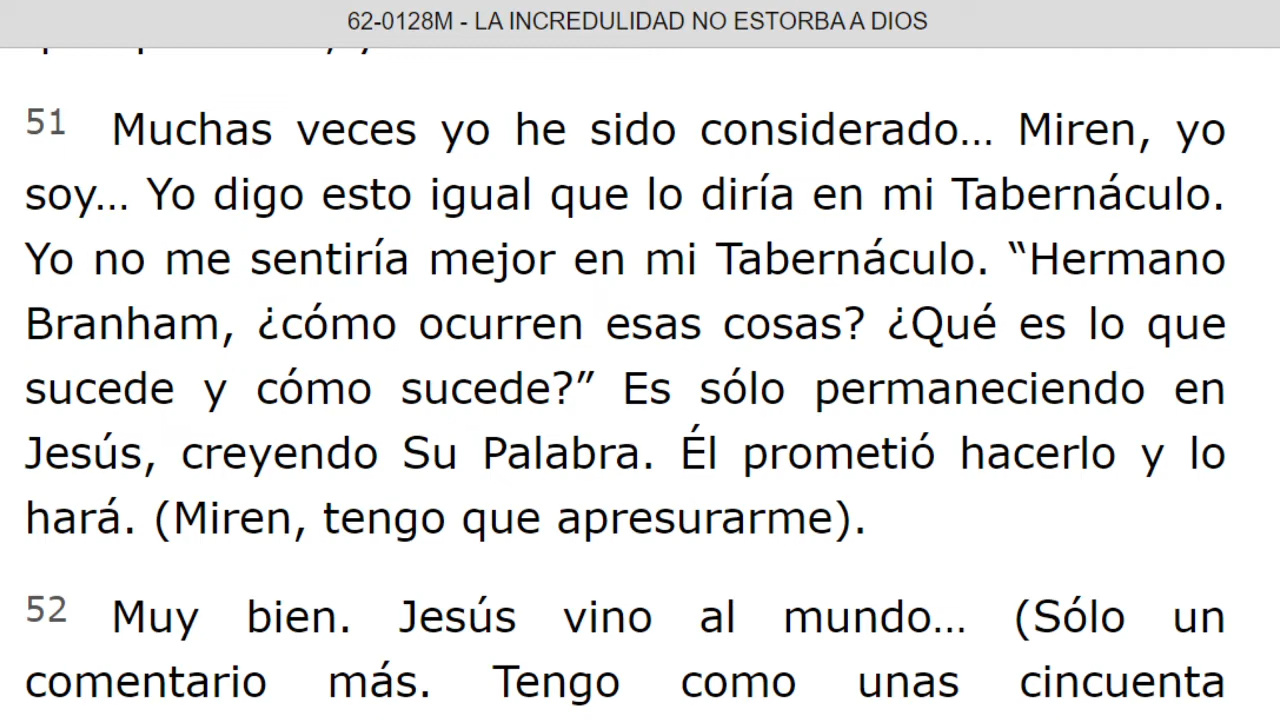 62-0128M - LA INCREDULIDAD NO ESTORBA A DIOS
51 Muchas veces yo he sido considerado… Miren, yo
soy… Yo digo esto igual que lo diría en mi Tabernáculo.
Yo no me sentiría mejor en mi Tabernáculo. “Hermano
Branham, ¿cómo ocurren esas cosas? ¿Qué es lo que
sucede y cómo sucede?” Es sólo permaneciendo en
Jesús, creyendo Su Palabra. Él prometió hacerlo y lo
hará. (Miren, tengo que apresurarme).
52 Muy bien. Jesús vino al mundo… (Sólo un
comentario más. Tengo como unas cincuenta